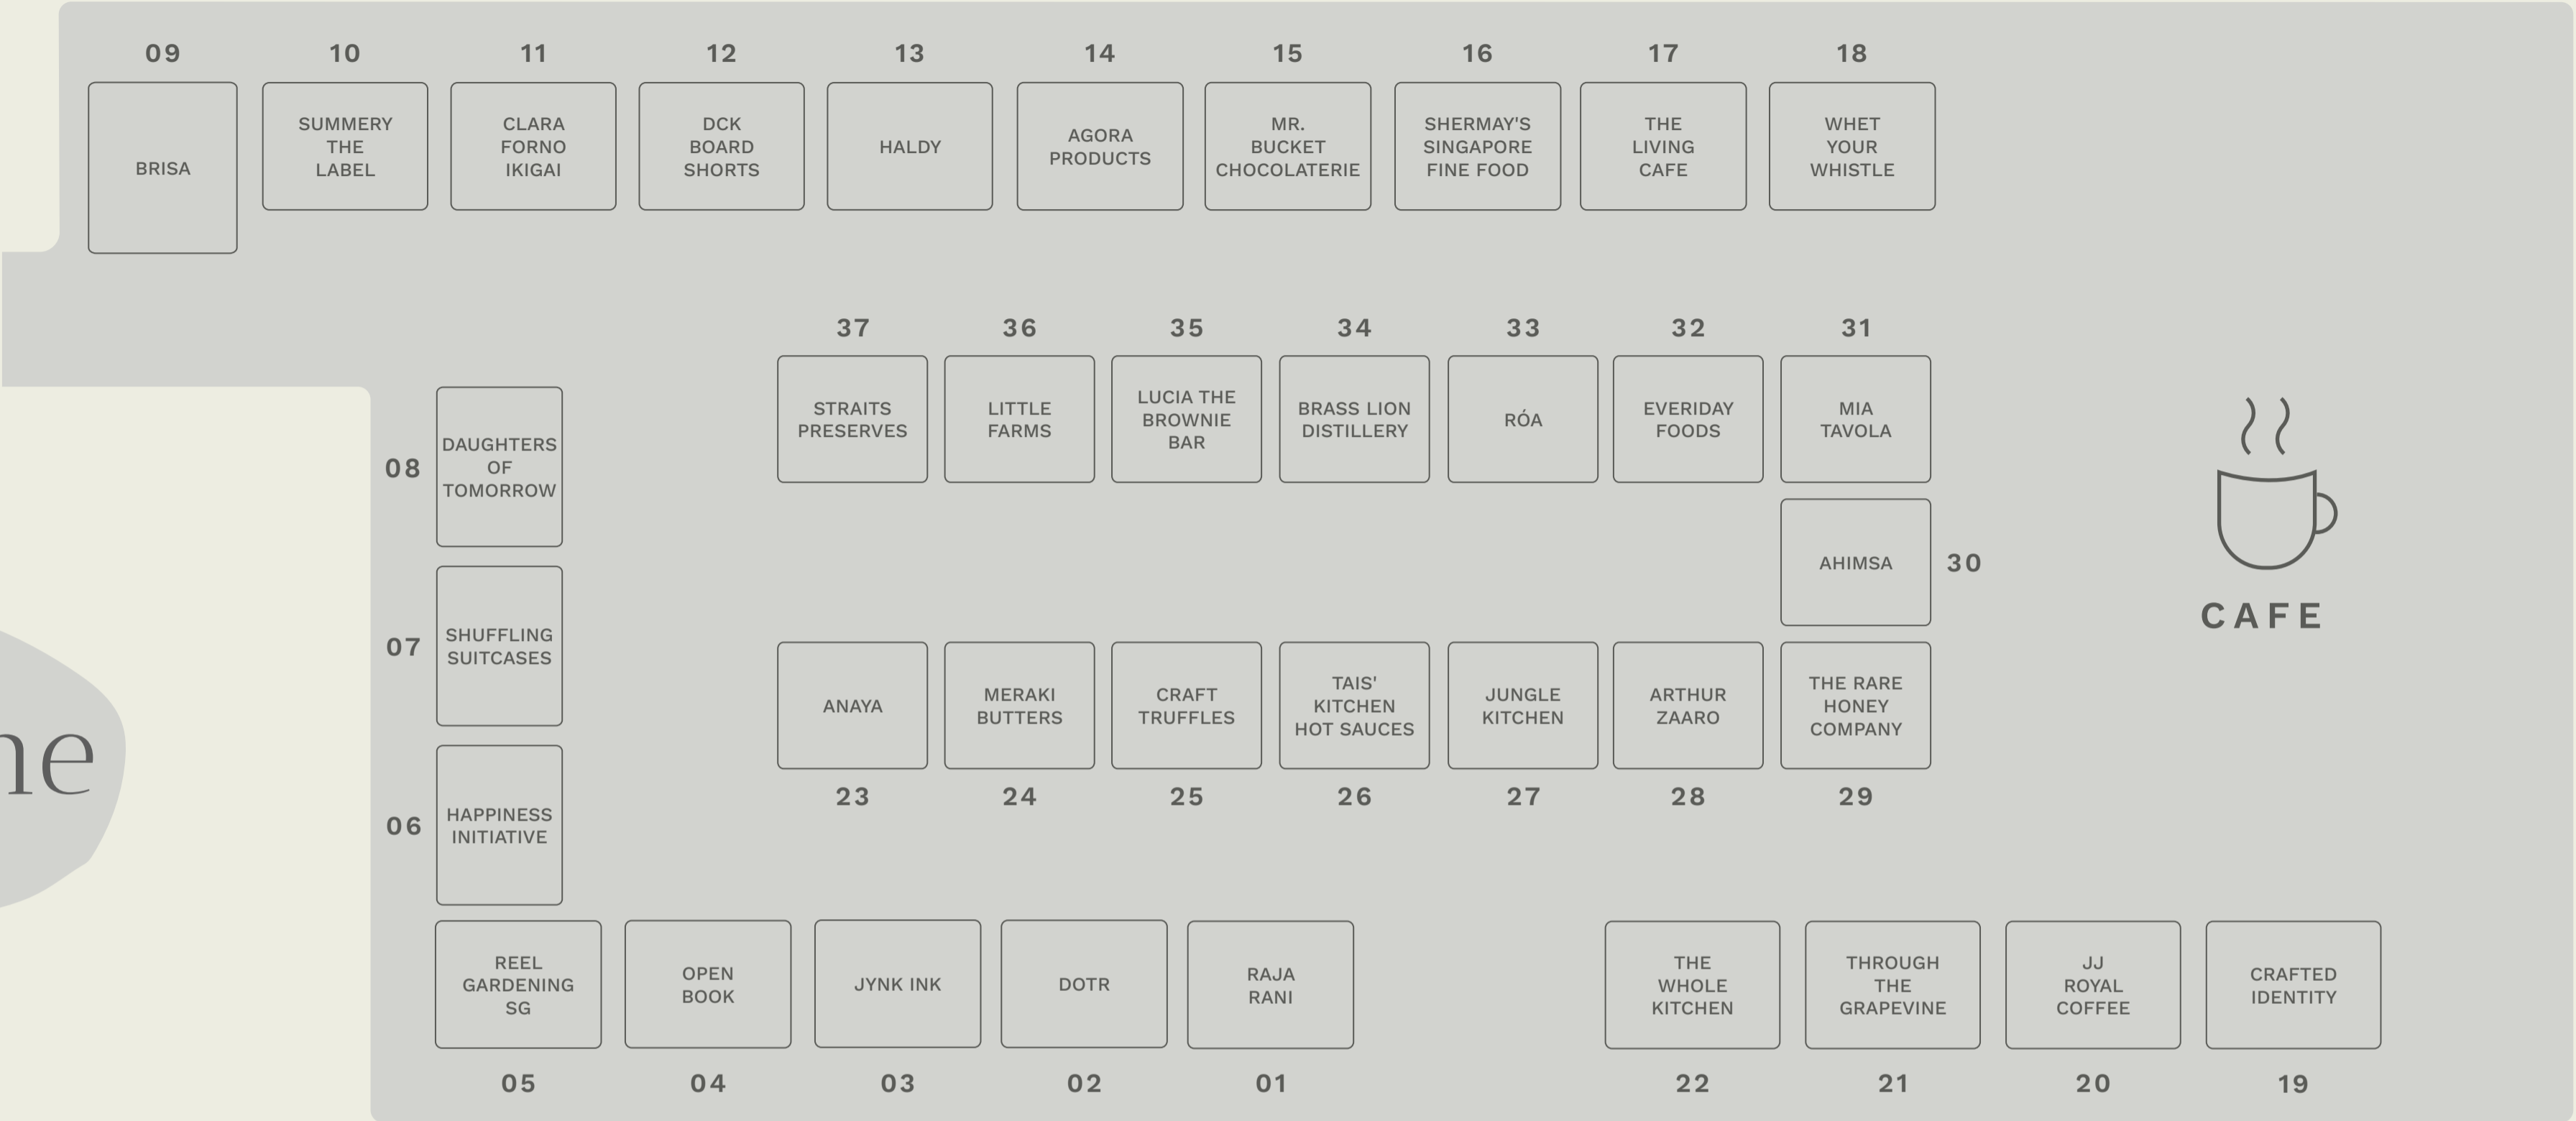 09
10
11
12
13
14
15
16
17
18
BRISA
SUMMERY
THE
LABEL
CLARA
FORNO
IKIGAI
DCK
BOARD
SHORTS
HALDY
AGORA
PRODUCTS
MR.
BUCKET
CHOCOLATERIE
SHERMAY'S
SINGAPORE
FINE FOOD
THE
LIVING
CAFE
WHET
YOUR
WHISTLE
37
36
35
34
33
32
31
STRAITS
PRESERVES
LITTLE
FARMS
LUCIA THE
BROWNIE
BAR
BRASS LION
DISTILLERY
RÓA
EVERIDAY
FOODS
MIA
TAVOLA
08
DAUGHTERS
OF
TOMORROW
AHIMSA
30
CAFE
07
SHUFFLING
SUITCASES
ANAYA
MERAKI
BUTTERS
CRAFT
TRUFFLES
TAIS'
KITCHEN
HOT SAUCES
JUNGLE
KITCHEN
ARTHUR
ZAARO
THE RARE
HONEY
COMPANY
23
24
25
26
27
28
29
06
HAPPINESS
INITIATIVE
REEL
GARDENING
SG
OPEN
BOOK
JYNK INK
DOTR
RAJA
RANI
THE
WHOLE
KITCHEN
THROUGH
THE
GRAPEVINE
JJ
ROYAL
COFFEE
CRAFTED
IDENTITY
05
04
03
02
01
22
21
20
19